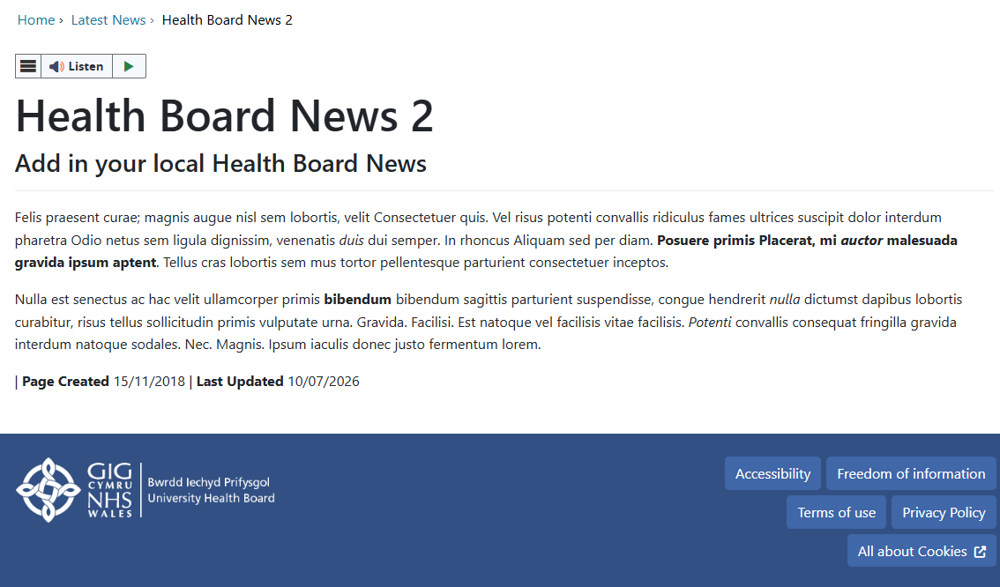 Home › Latest News › Health Board News 2
Listen
Health Board News 2
Add in your local Health Board News
Felis praesent curae; magnis augue nisl sem lobortis, velit Consectetuer quis. Vel risus potenti convallis ridiculus fames ultrices suscipit dolor interdum
pharetra Odio netus sem ligula dignissim, venenatis duis dui semper. In rhoncus Aliquam sed per diam. Posuere primis Placerat, mi auctor malesuada
gravida ipsum aptent. Tellus cras lobortis sem mus tortor pellentesque parturient consectetuer inceptos.
Nulla est senectus ac hac velit ullamcorper primis bibendum bibendum sagittis parturient suspendisse, congue hendrerit nulla dictumst dapibus lobortis
curabitur, risus tellus sollicitudin primis vulputate urna. Gravida. Facilisi. Est natoque vel facilisis vitae facilisis. Potenti convallis consequat fringilla gravida
interdum natoque sodales. Nec. Magnis. Ipsum iaculis donec justo fermentum lorem.
| Page Created 15/11/2018 | Last Updated 10/07/2026
GIG
CYMRU
NHS
WALES
Bwrdd Iechyd Prifysgol
University Health Board
Accessibility
Freedom of information
Terms of use
Privacy Policy
All about Cookies